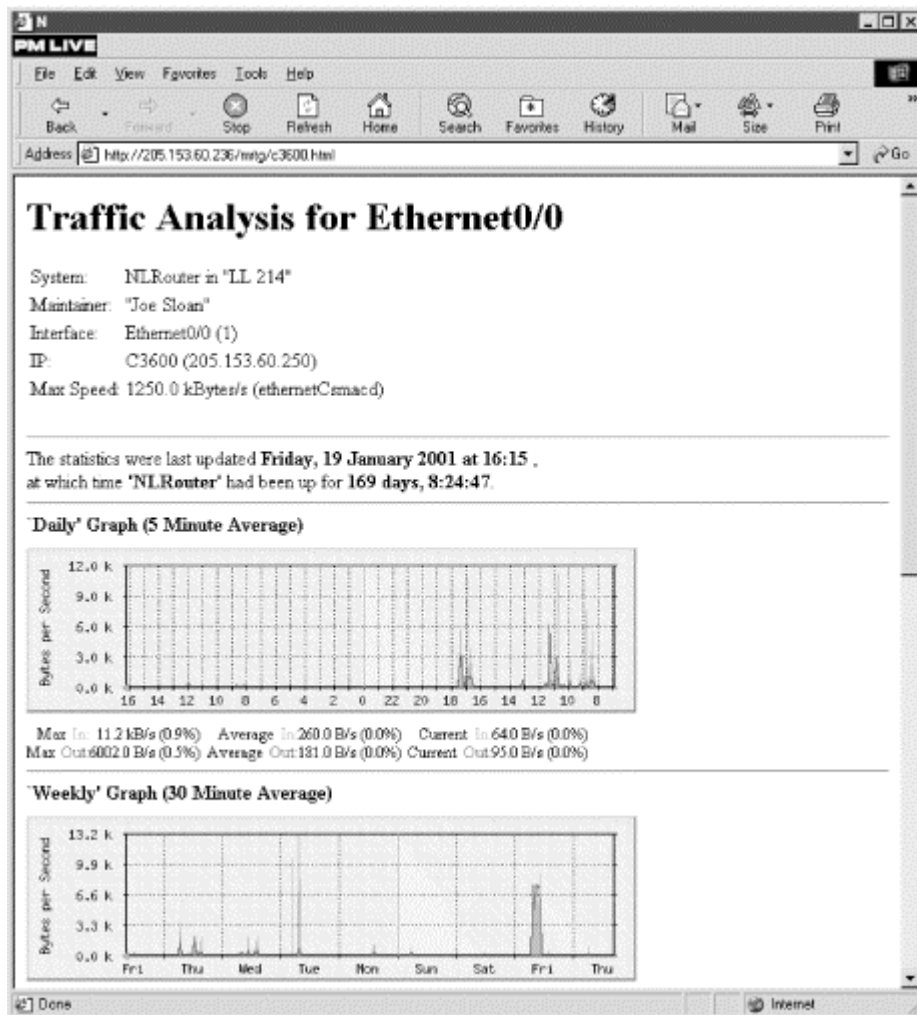 N
PM LIVE
File Edit View Favorites Tools Help
Back Forward Stop Refresh Home Search Favorites History Mail Size Print
Address http://205.153.60.236/mrtg/c3600.html Go
Traffic Analysis for Ethernet0/0
System: NLRouter in "LL 214"
Maintainer: "Joe Sloan"
Interface: Ethernet0/0 (1)
IP: C3600 (205.153.60.250)
Max Speed: 1250.0 kBytes/s (ethernetCsmacd)
The statistics were last updated Friday, 19 January 2001 at 16:15 ,
at which time 'NLRouter' had been up for 169 days, 8:24:47.
`Daily' Graph (5 Minute Average)
Bytes per Second
12.0 k
9.0 k
6.0 k
3.0 k
0.0 k
16 14 12 10 8 6 4 2 0 22 20 18 16 14 12 10 8
Max In: 11.2 kB/s (0.9%) Average In: 260.0 B/s (0.0%) Current In: 64.0 B/s (0.0%)
Max Out: 6002.0 B/s (0.5%) Average Out: 181.0 B/s (0.0%) Current Out: 95.0 B/s (0.0%)
`Weekly' Graph (30 Minute Average)
Bytes per Second
13.2 k
9.9 k
6.6 k
3.3 k
0.0 k
Fri Thu Wed Tue Mon Sun Sat Fri Thu
Done Internet